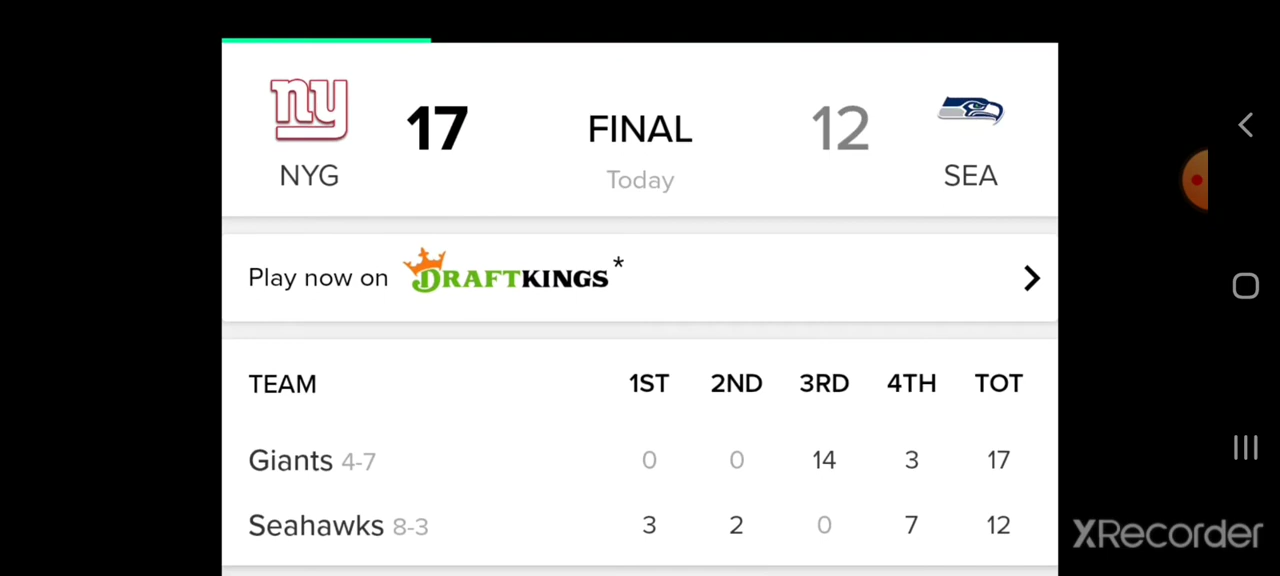 ny 17 FINAL 12
NYG Today SEA
Play now on DRAFTKINGS*
TEAM 1ST 2ND 3RD 4TH TOT
Giants 4-7 0 0 14 3 17
Seahawks 8-3 3 2 0 7 12
XRecorder